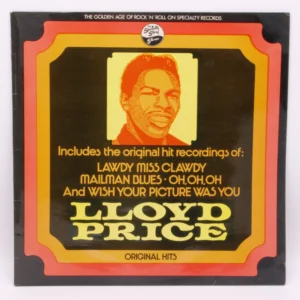 THE GOLDEN AGE OF ROCK 'N' ROLL ON SPECIALTY RECORDS
Includes the original hit recordings of:
LAWDY MISS CLAWDY
MAILMAN BLUES · OH, OH, OH
And WISH YOUR PICTURE WAS YOU
LLOYD
PRICE
ORIGINAL HITS